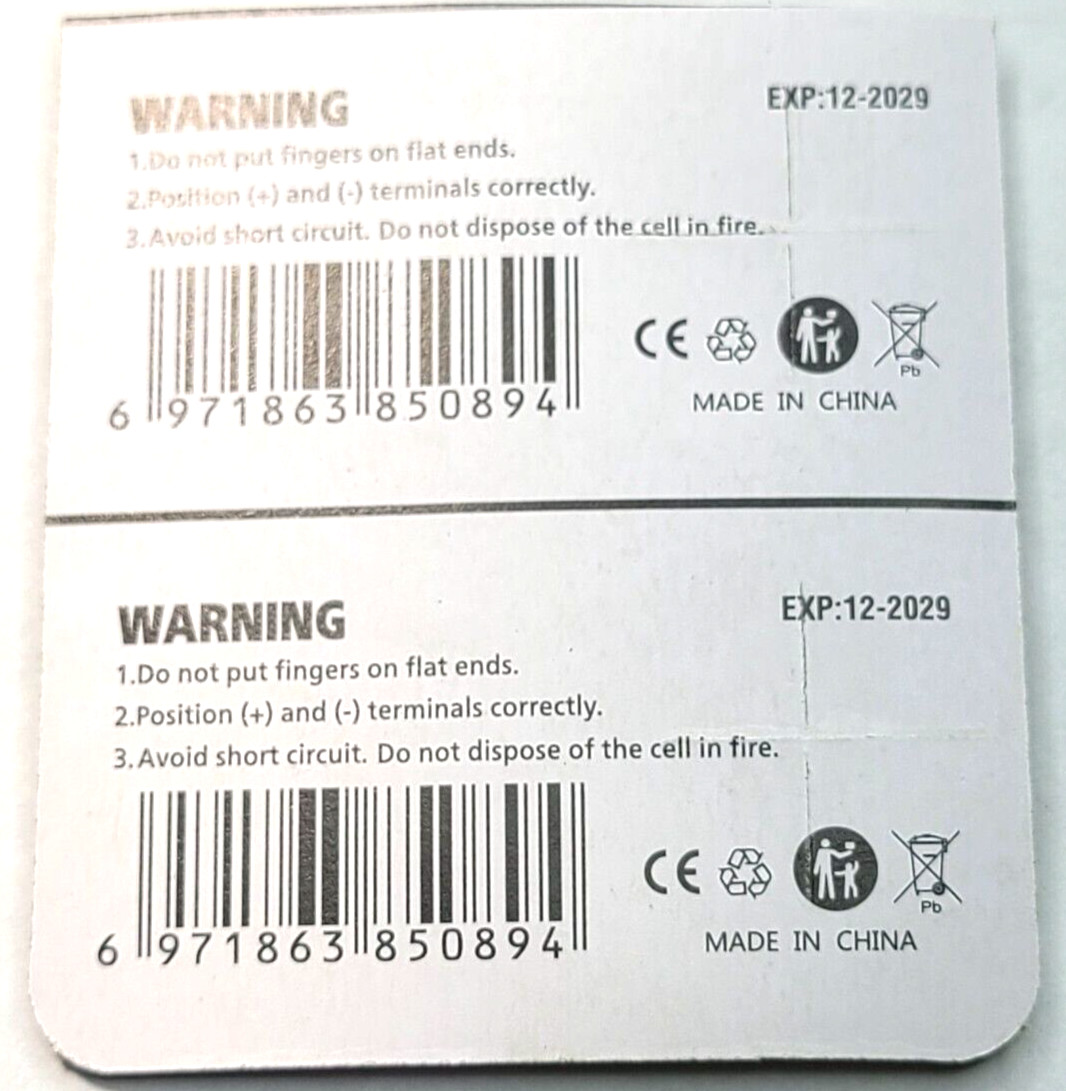 WARNING
EXP:12-2029
1.Do not put fingers on flat ends.
2.Position (+) and (-) terminals correctly.
3.Avoid short circuit. Do not dispose of the cell in fire.
CE
Pb
6 971863 850894
MADE IN CHINA
WARNING
EXP:12-2029
1.Do not put fingers on flat ends.
2.Position (+) and (-) terminals correctly.
3.Avoid short circuit. Do not dispose of the cell in fire.
CE
Pb
6 971863 850894
MADE IN CHINA